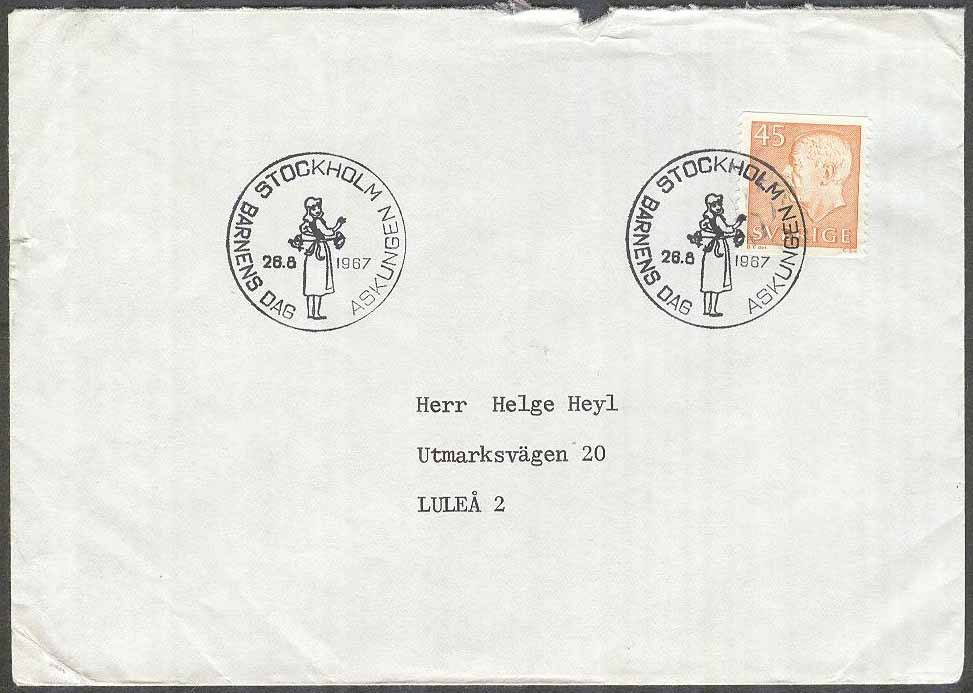 STOCKHOLM
BARNENS DAG
ASKUNGEN
26.8 1967
STOCKHOLM
BARNENS DAG
ASKUNGEN
26.8 1967
45
SVERIGE
Herr Helge Heyl
Utmarksvägen 20
LULEÅ 2